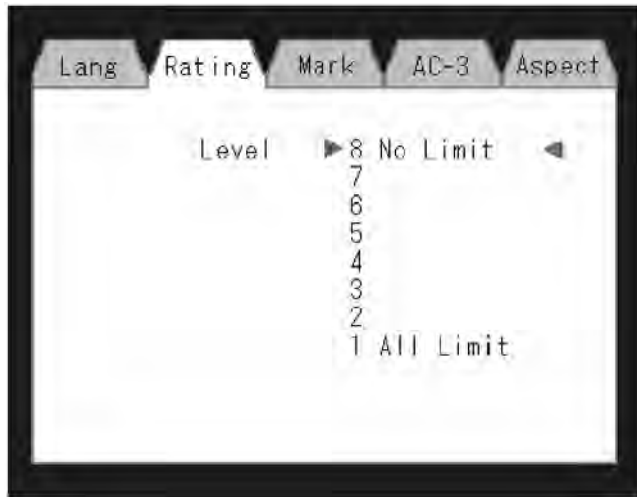 Lang Rating Mark AC-3 Aspect
Level ▶ 8 No Limit ◀
7
6
5
4
3
2
1 All Limit